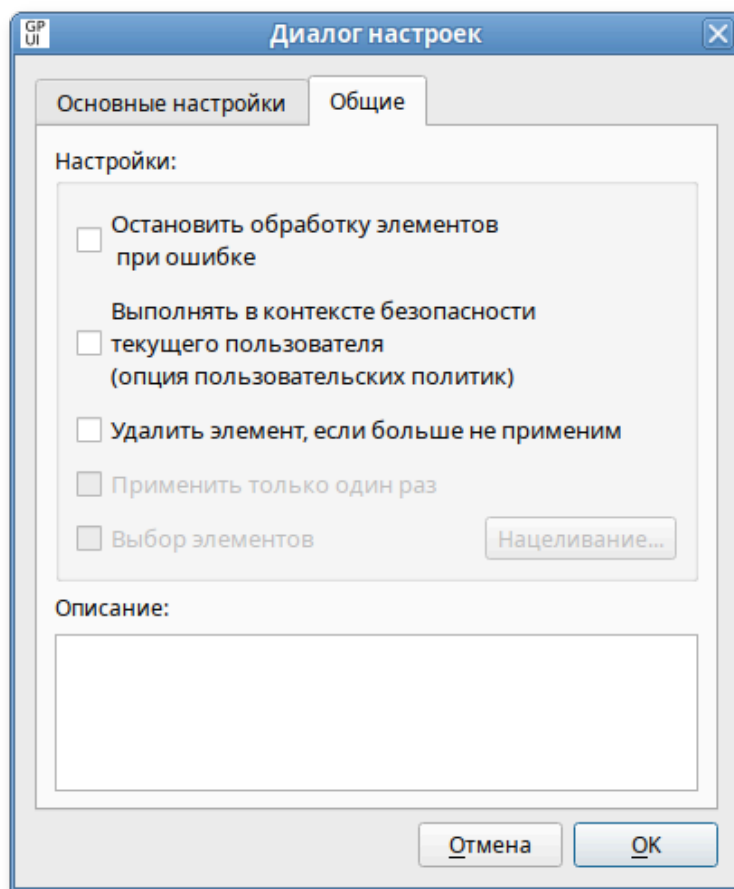 GP
UI
Диалог настроек
Основные настройки
Общие
Настройки:
Остановить обработку элементов
при ошибке
Выполнять в контексте безопасности
текущего пользователя
(опция пользовательских политик)
Удалить элемент, если больше не применим
Применить только один раз
Выбор элементов
Нацеливание...
Описание:
Отмена
OK